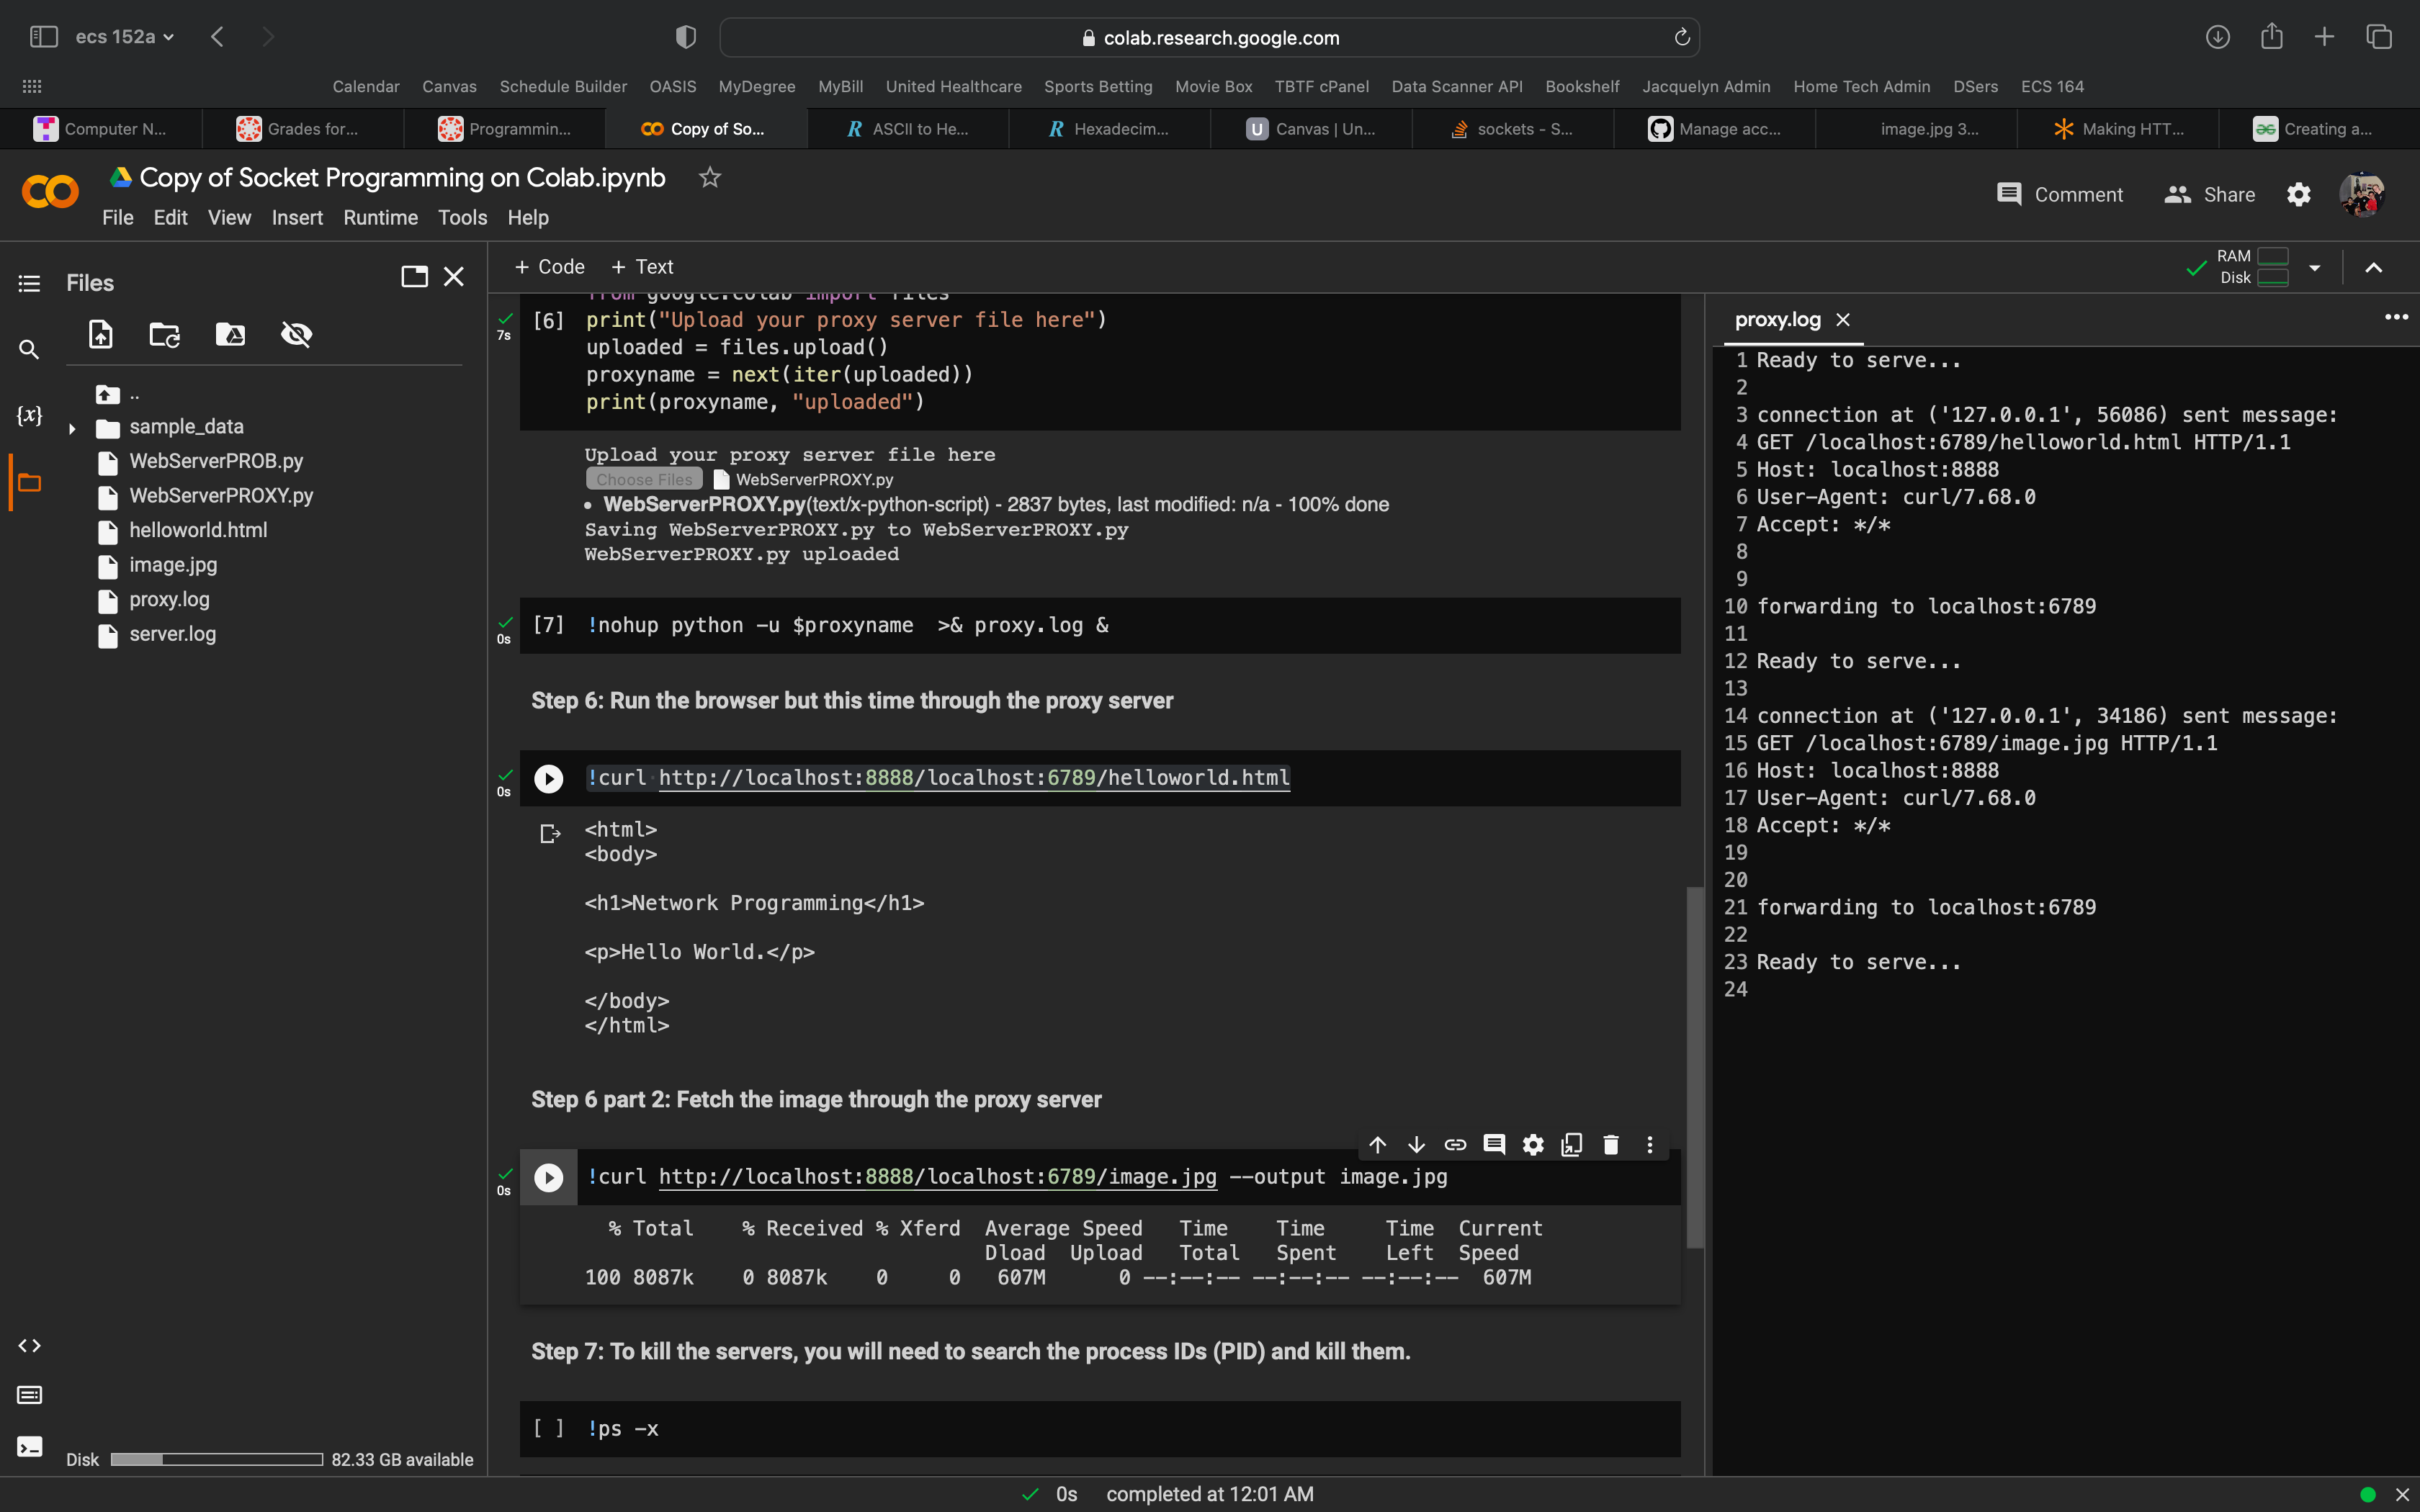 ecs 152a
colab.research.google.com
Calendar Canvas Schedule Builder OASIS MyDegree MyBill United Healthcare Sports Betting Movie Box TBTF cPanel Data Scanner API Bookshelf Jacquelyn Admin Home Tech Admin DSers ECS 164
Computer N... Grades for... Programmin... Copy of So... ASCII to He... Hexadecim... Canvas | Un... sockets - S... Manage acc... image.jpg 3... Making HTT... Creating a...
Copy of Socket Programming on Colab.ipynb
Comment Share
File Edit View Insert Runtime Tools Help
Files
+ Code + Text
RAM
Disk
..
sample_data
WebServerPROB.py
WebServerPROXY.py
helloworld.html
image.jpg
proxy.log
server.log
Disk 82.33 GB available
from google.colab import files
7s
[6] print("Upload your proxy server file here")
uploaded = files.upload()
proxyname = next(iter(uploaded))
print(proxyname, "uploaded")
Upload your proxy server file here
Choose Files WebServerPROXY.py
• WebServerPROXY.py(text/x-python-script) - 2837 bytes, last modified: n/a - 100% done
Saving WebServerPROXY.py to WebServerPROXY.py
WebServerPROXY.py uploaded
0s
[7] !nohup python -u $proxyname  >& proxy.log &
Step 6: Run the browser but this time through the proxy server
0s
!curl http://localhost:8888/localhost:6789/helloworld.html
<html>
<body>
<h1>Network Programming</h1>
<p>Hello World.</p>
</body>
</html>
Step 6 part 2: Fetch the image through the proxy server
0s
!curl http://localhost:8888/localhost:6789/image.jpg --output image.jpg
% Total % Received % Xferd Average Speed Time Time Time Current
Dload Upload Total Spent Left Speed
100 8087k 0 8087k 0 0 607M 0 --:--:-- --:--:-- --:--:-- 607M
Step 7: To kill the servers, you will need to search the process IDs (PID) and kill them.
[ ] !ps -x
proxy.log
1 Ready to serve...
2
3 connection at ('127.0.0.1', 56086) sent message:
4 GET /localhost:6789/helloworld.html HTTP/1.1
5 Host: localhost:8888
6 User-Agent: curl/7.68.0
7 Accept: */*
8
9
10 forwarding to localhost:6789
11
12 Ready to serve...
13
14 connection at ('127.0.0.1', 34186) sent message:
15 GET /localhost:6789/image.jpg HTTP/1.1
16 Host: localhost:8888
17 User-Agent: curl/7.68.0
18 Accept: */*
19
20
21 forwarding to localhost:6789
22
23 Ready to serve...
24
0s completed at 12:01 AM